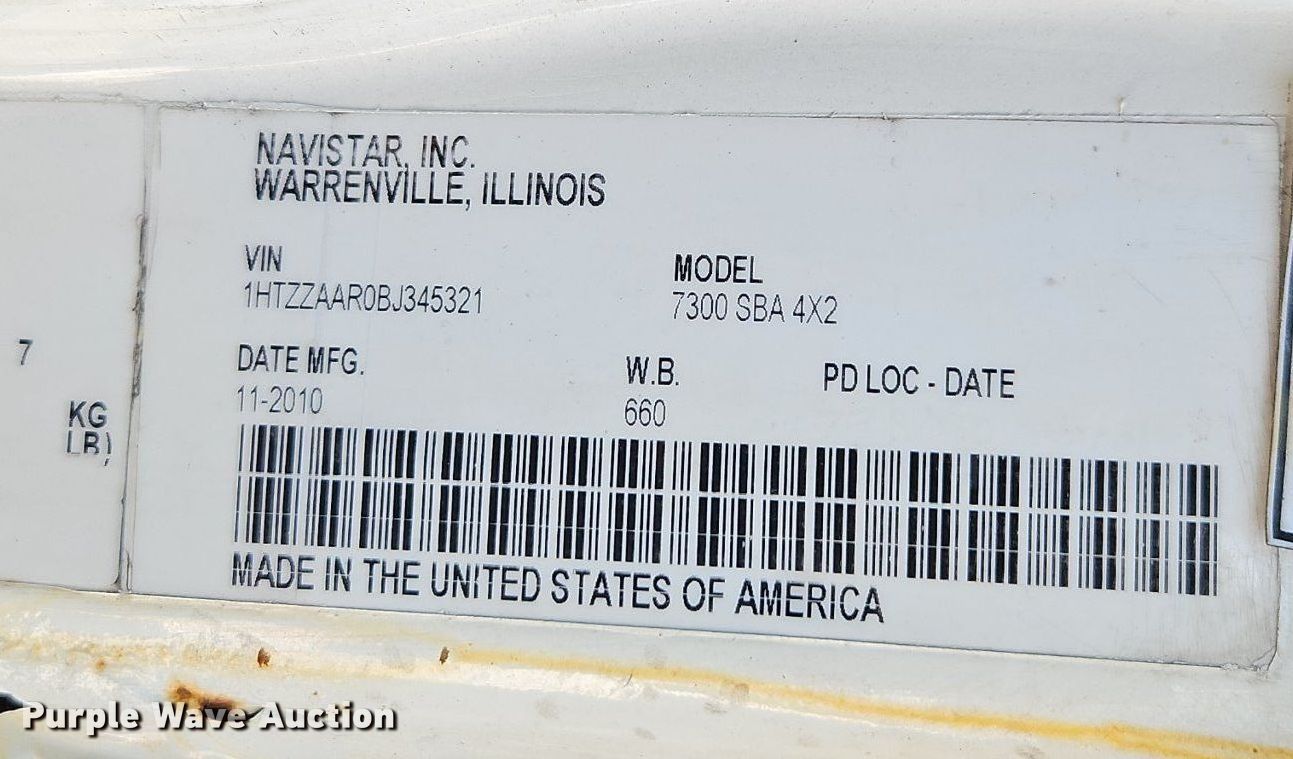 NAVISTAR, INC.
WARRENVILLE, ILLINOIS
VIN
1HTZZAAR0BJ345321
MODEL
7300 SBA 4X2
7
DATE MFG.
11-2010
W.B.
660
PD LOC - DATE
KG
LB)
MADE IN THE UNITED STATES OF AMERICA
Purple Wave Auction